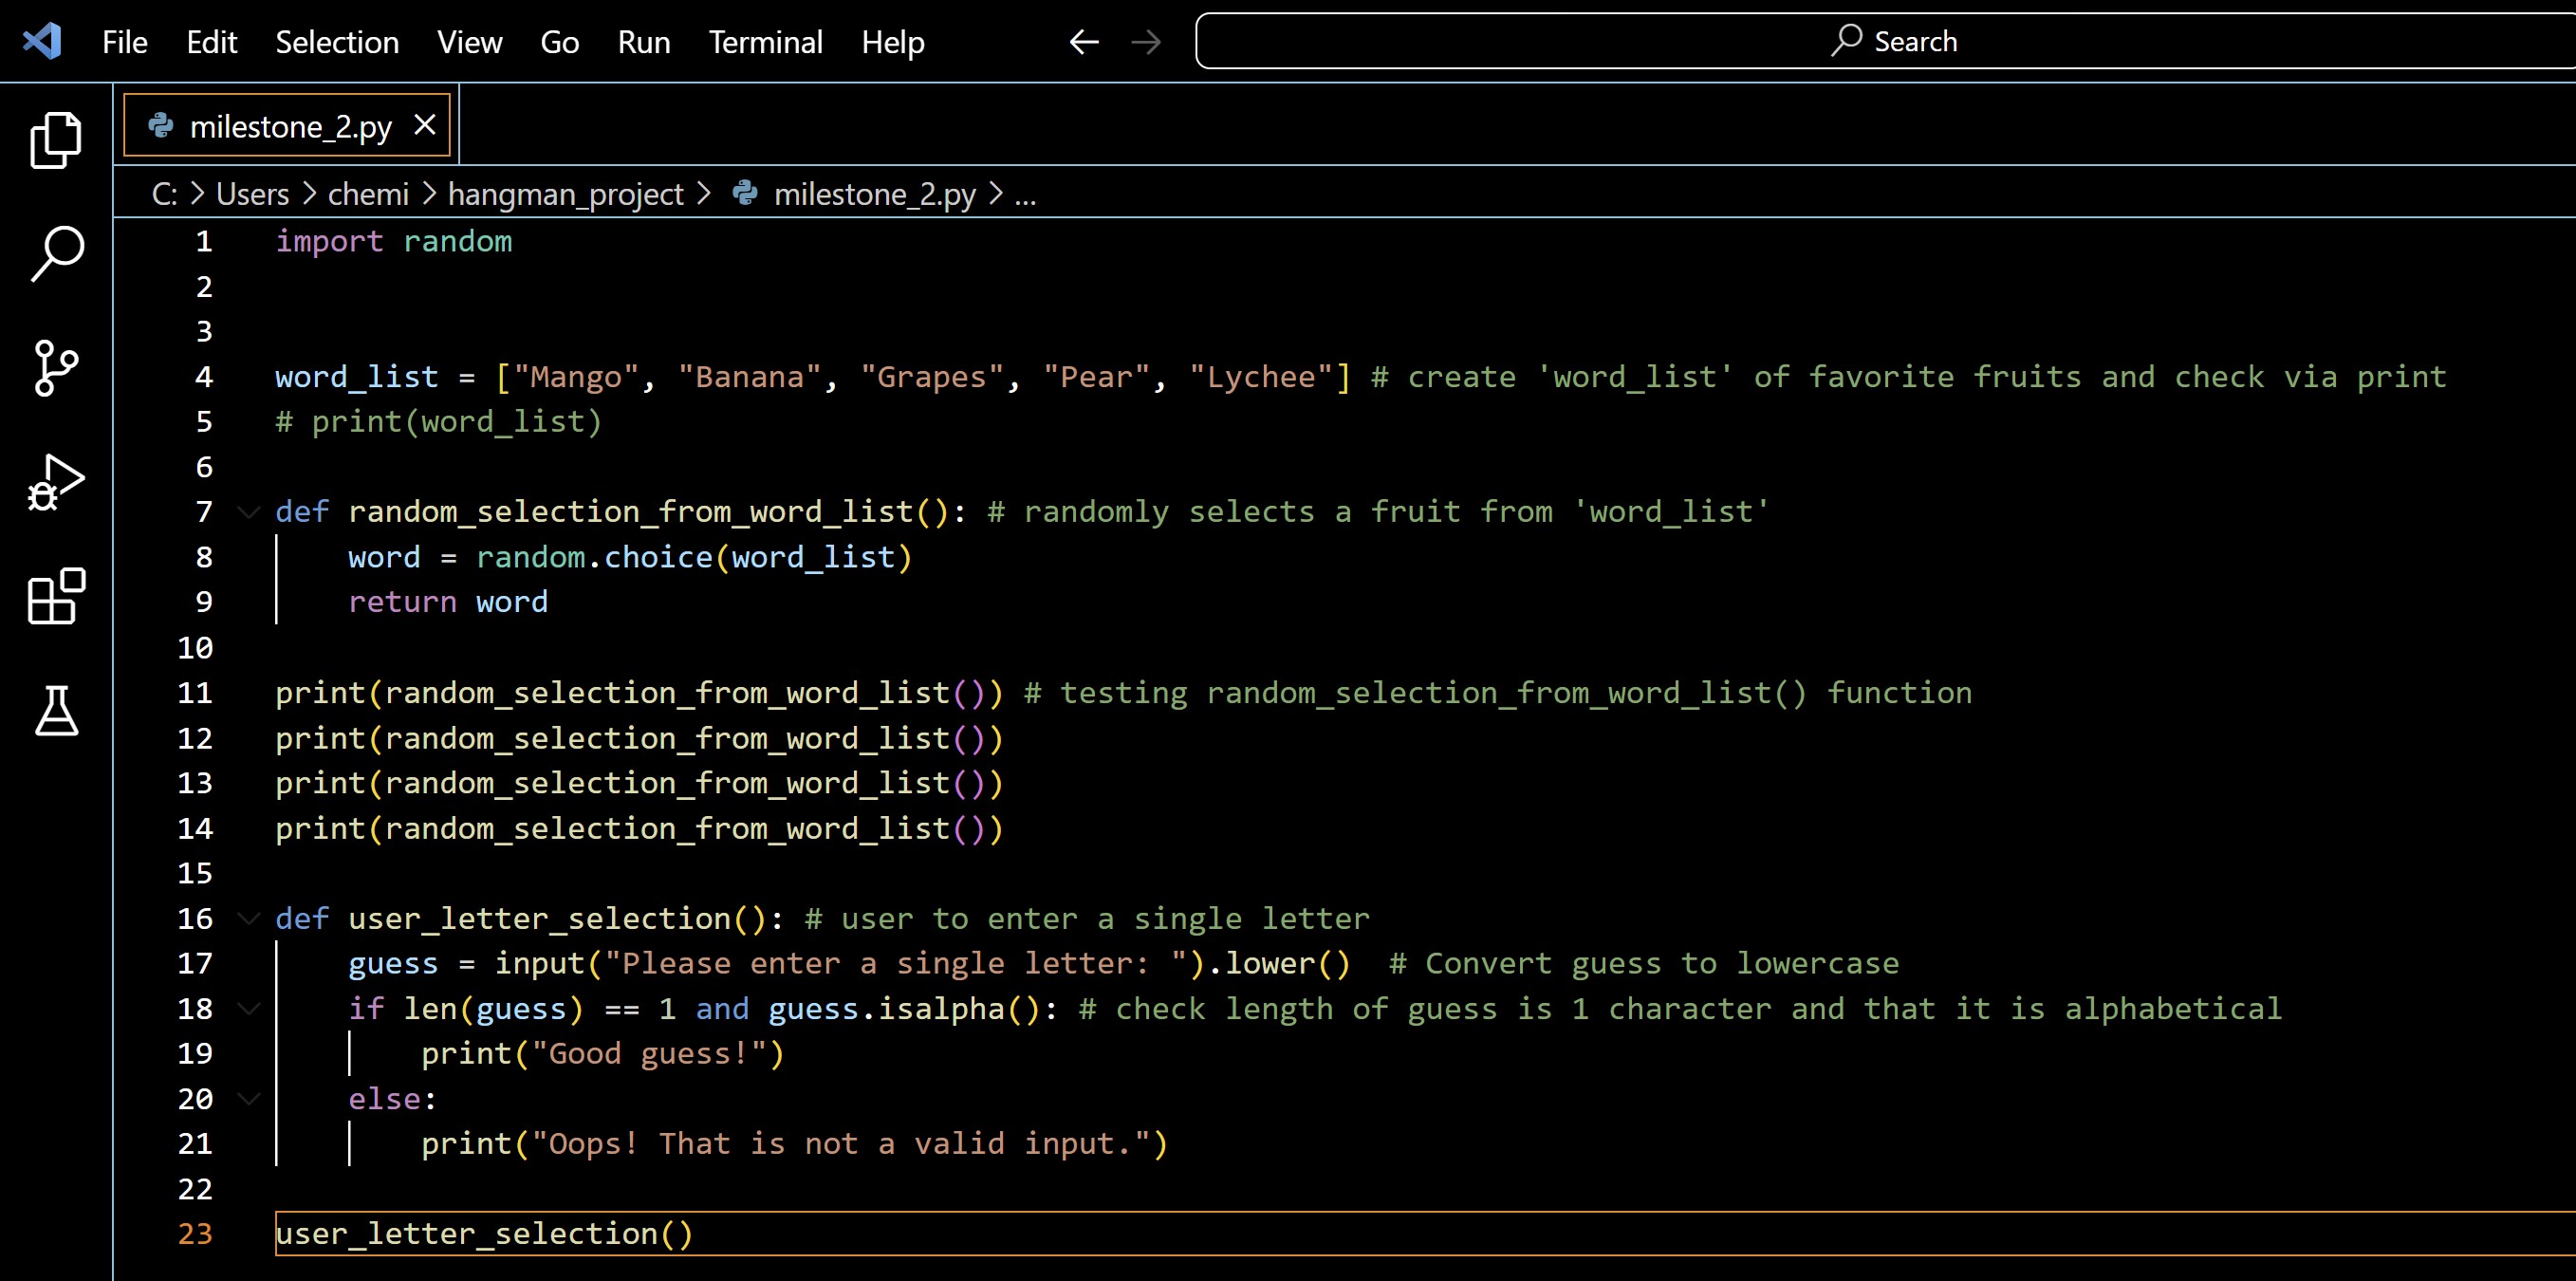 File Edit Selection View Go Run Terminal Help Search
milestone_2.py
C: > Users > chemi > hangman_project > milestone_2.py > ...
1 import random
2
3
4 word_list = ["Mango", "Banana", "Grapes", "Pear", "Lychee"] # create 'word_list' of favorite fruits and check via print
5 # print(word_list)
6
7 def random_selection_from_word_list(): # randomly selects a fruit from 'word_list'
8     word = random.choice(word_list)
9     return word
10
11 print(random_selection_from_word_list()) # testing random_selection_from_word_list() function
12 print(random_selection_from_word_list())
13 print(random_selection_from_word_list())
14 print(random_selection_from_word_list())
15
16 def user_letter_selection(): # user to enter a single letter
17     guess = input("Please enter a single letter: ").lower()  # Convert guess to lowercase
18     if len(guess) == 1 and guess.isalpha(): # check length of guess is 1 character and that it is alphabetical
19         print("Good guess!")
20     else:
21         print("Oops! That is not a valid input.")
22
23 user_letter_selection()